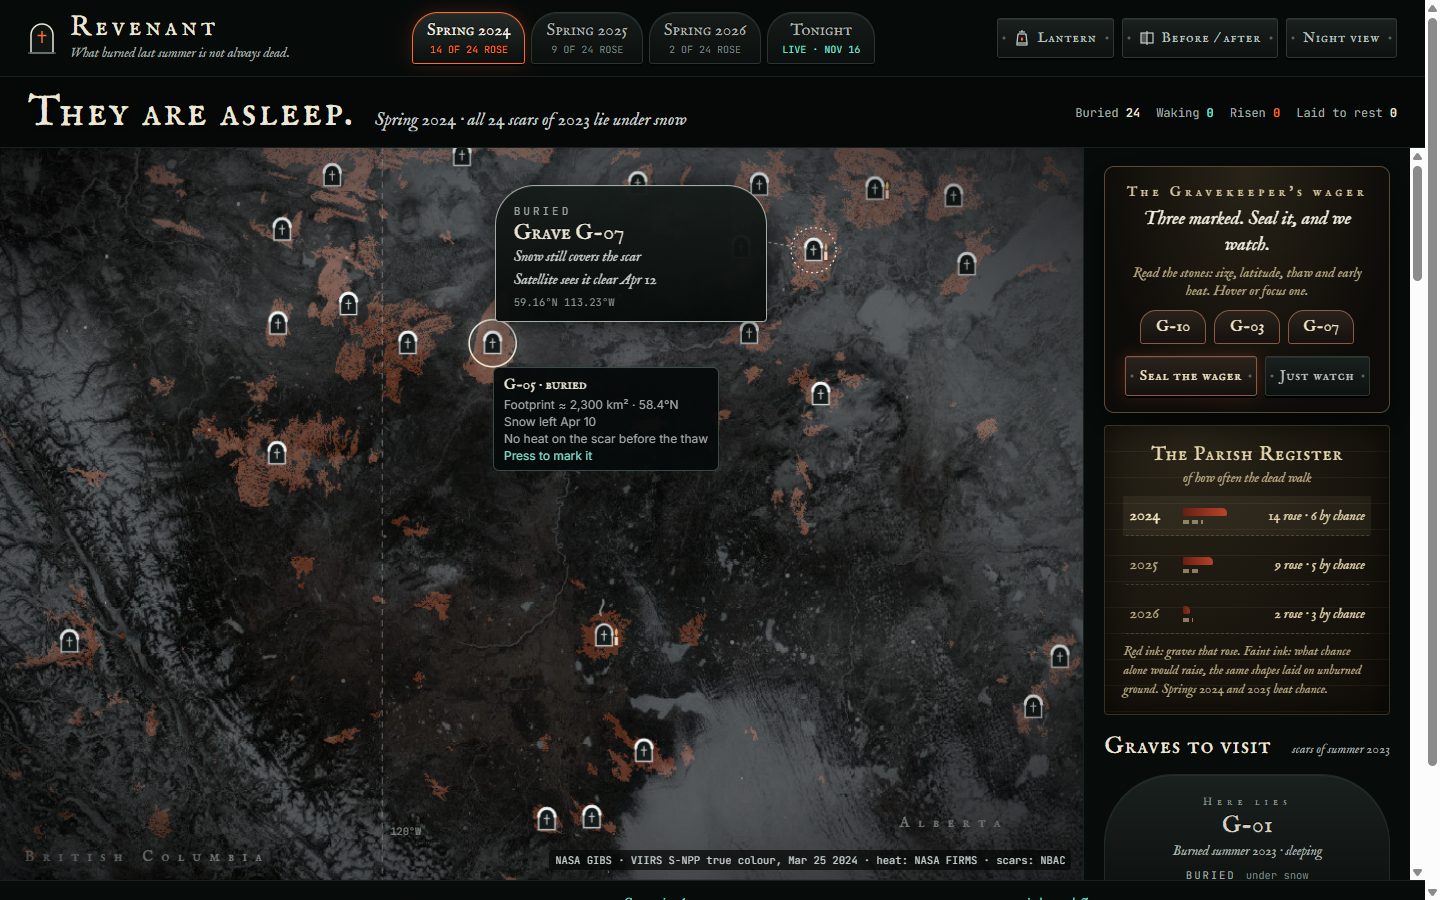 Revenant
What burned last summer is not always dead.
Spring 2024
14 OF 24 ROSE
Spring 2025
9 OF 24 ROSE
Spring 2026
2 OF 24 ROSE
Tonight
LIVE · NOV 16
Lantern
Before / after
Night view
They are asleep.
Spring 2024 · all 24 scars of 2023 lie under snow
Buried 24 Waking 0 Risen 0 Laid to rest 0
BURIED
Grave G-07
Snow still covers the scar
Satellite sees it clear Apr 12
59.16°N 113.23°W
G-05 · buried
Footprint ≈ 2,300 km² · 58.4°N
Snow left Apr 10
No heat on the scar before the thaw
Press to mark it
120°W
British Columbia
Alberta
NASA GIBS · VIIRS S-NPP true colour, Mar 25 2024 · heat: NASA FIRMS · scars: NBAC
The Gravekeeper's wager
Three marked. Seal it, and we
watch.
Read the stones: size, latitude, thaw and early
heat. Hover or focus one.
G-10
G-03
G-07
Seal the wager
Just watch
The Parish Register
of how often the dead walk
2024 14 rose · 6 by chance
2025 9 rose · 5 by chance
2026 2 rose · 3 by chance
Red ink: graves that rose. Faint ink: what chance
alone would raise, the same shapes laid on unburned
ground. Springs 2024 and 2025 beat chance.
Graves to visit
scars of summer 2023
Here lies
G-01
Burned summer 2023 · sleeping
BURIED under snow